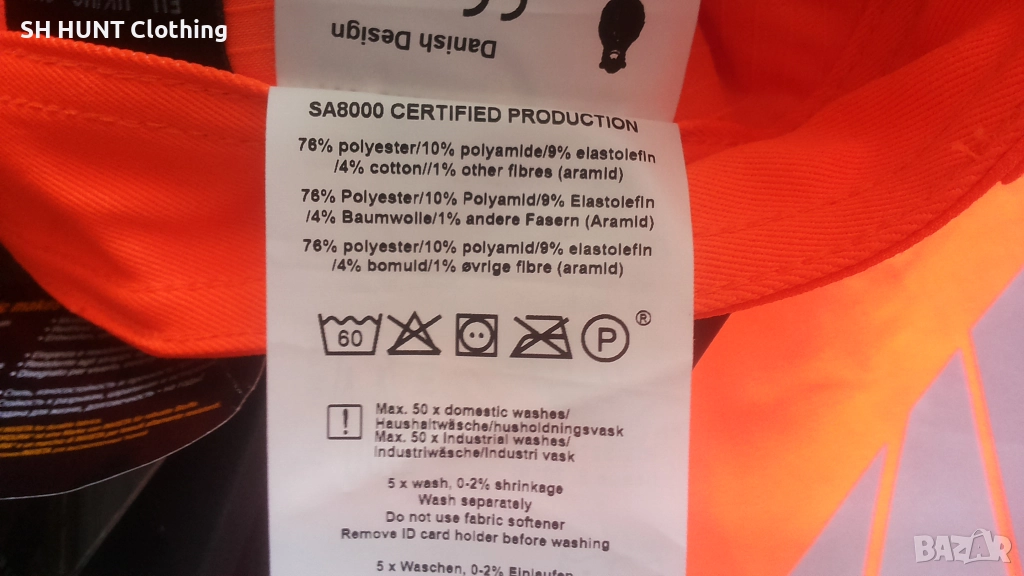 SH HUNT Clothing
Danish Design
SA8000 CERTIFIED PRODUCTION
76% polyester/10% polyamide/9% elastolefin
/4% cotton//1% other fibres (aramid)
76% Polyester/10% Polyamid/9% Elastolefin
/4% Baumwolle/1% andere Fasern (Aramid)
76% polyester/10% polyamid/9% elastolefin
/4% bomuld/1% øvrige fibre (aramid)
60 P ®
Max. 50 x domestic washes/
Haushaltwäsche/husholdningsvask
Max. 50 x Industrial washes/
Industriwäsche/Industri vask
5 x wash, 0-2% shrinkage
Wash separately
Do not use fabric softener
Remove ID card holder before washing
5 x Waschen, 0-2% Einlaufen
BAZAR